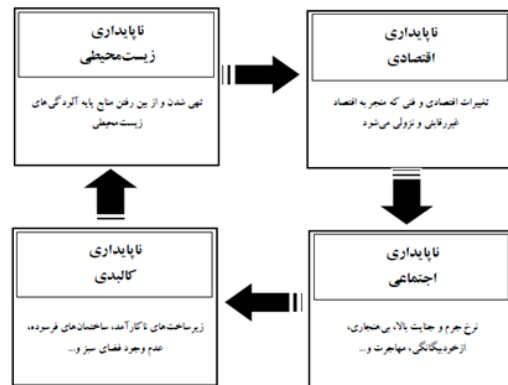 ناپایداری
زیست‌محیطی
تهی شدن و از بین رفتن منابع پایه آلودگی‌های
زیست‌محیطی
ناپایداری
اقتصادی
تغییرات اقتصادی و فنی که منجر به اقتصاد
غیررقابتی و نزولی می‌شود
ناپایداری
اجتماعی
نرخ جرم و جنایت بالا، بی‌هنجاری،
ازخودبیگانگی، مهاجرت و...
ناپایداری
کالبدی
زیرساخت‌های ناکارآمد، ساختمان‌های فرسوده،
عدم وجود فضای سبز و...